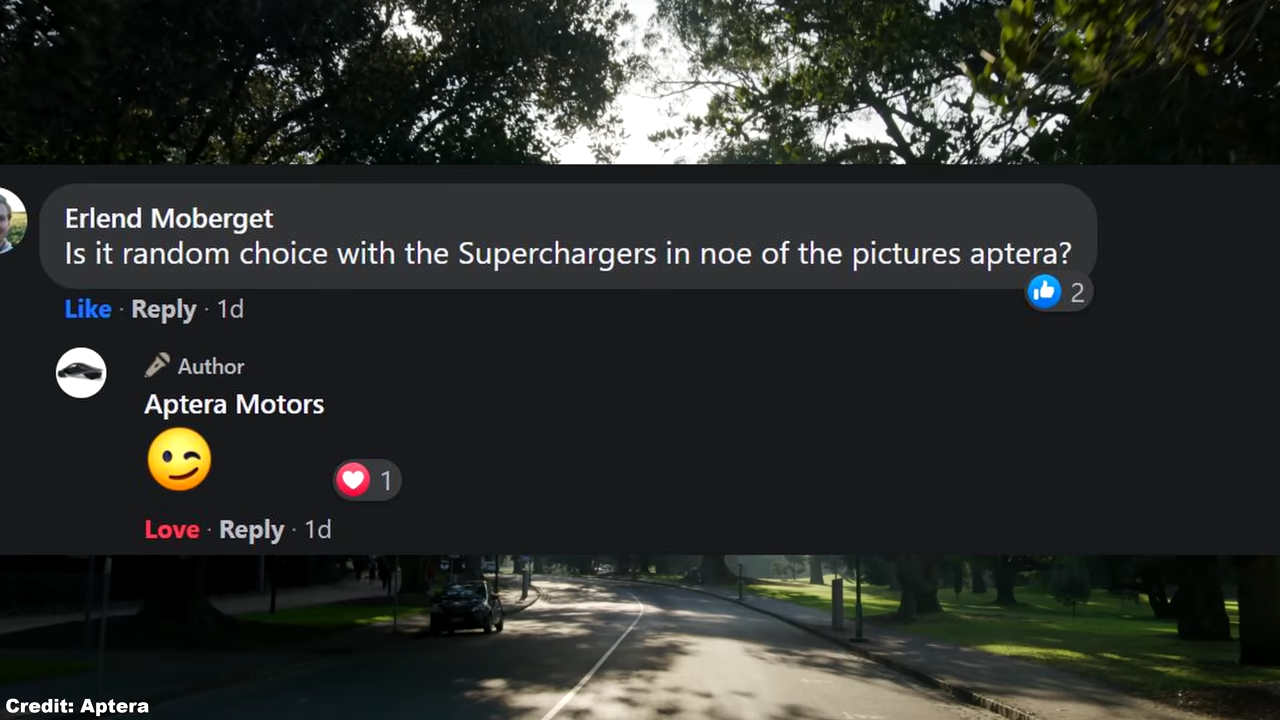 Erlend Moberget
Is it random choice with the Superchargers in noe of the pictures aptera?
2
Like · Reply · 1d
Author
Aptera Motors
1
Love · Reply · 1d
Credit: Aptera